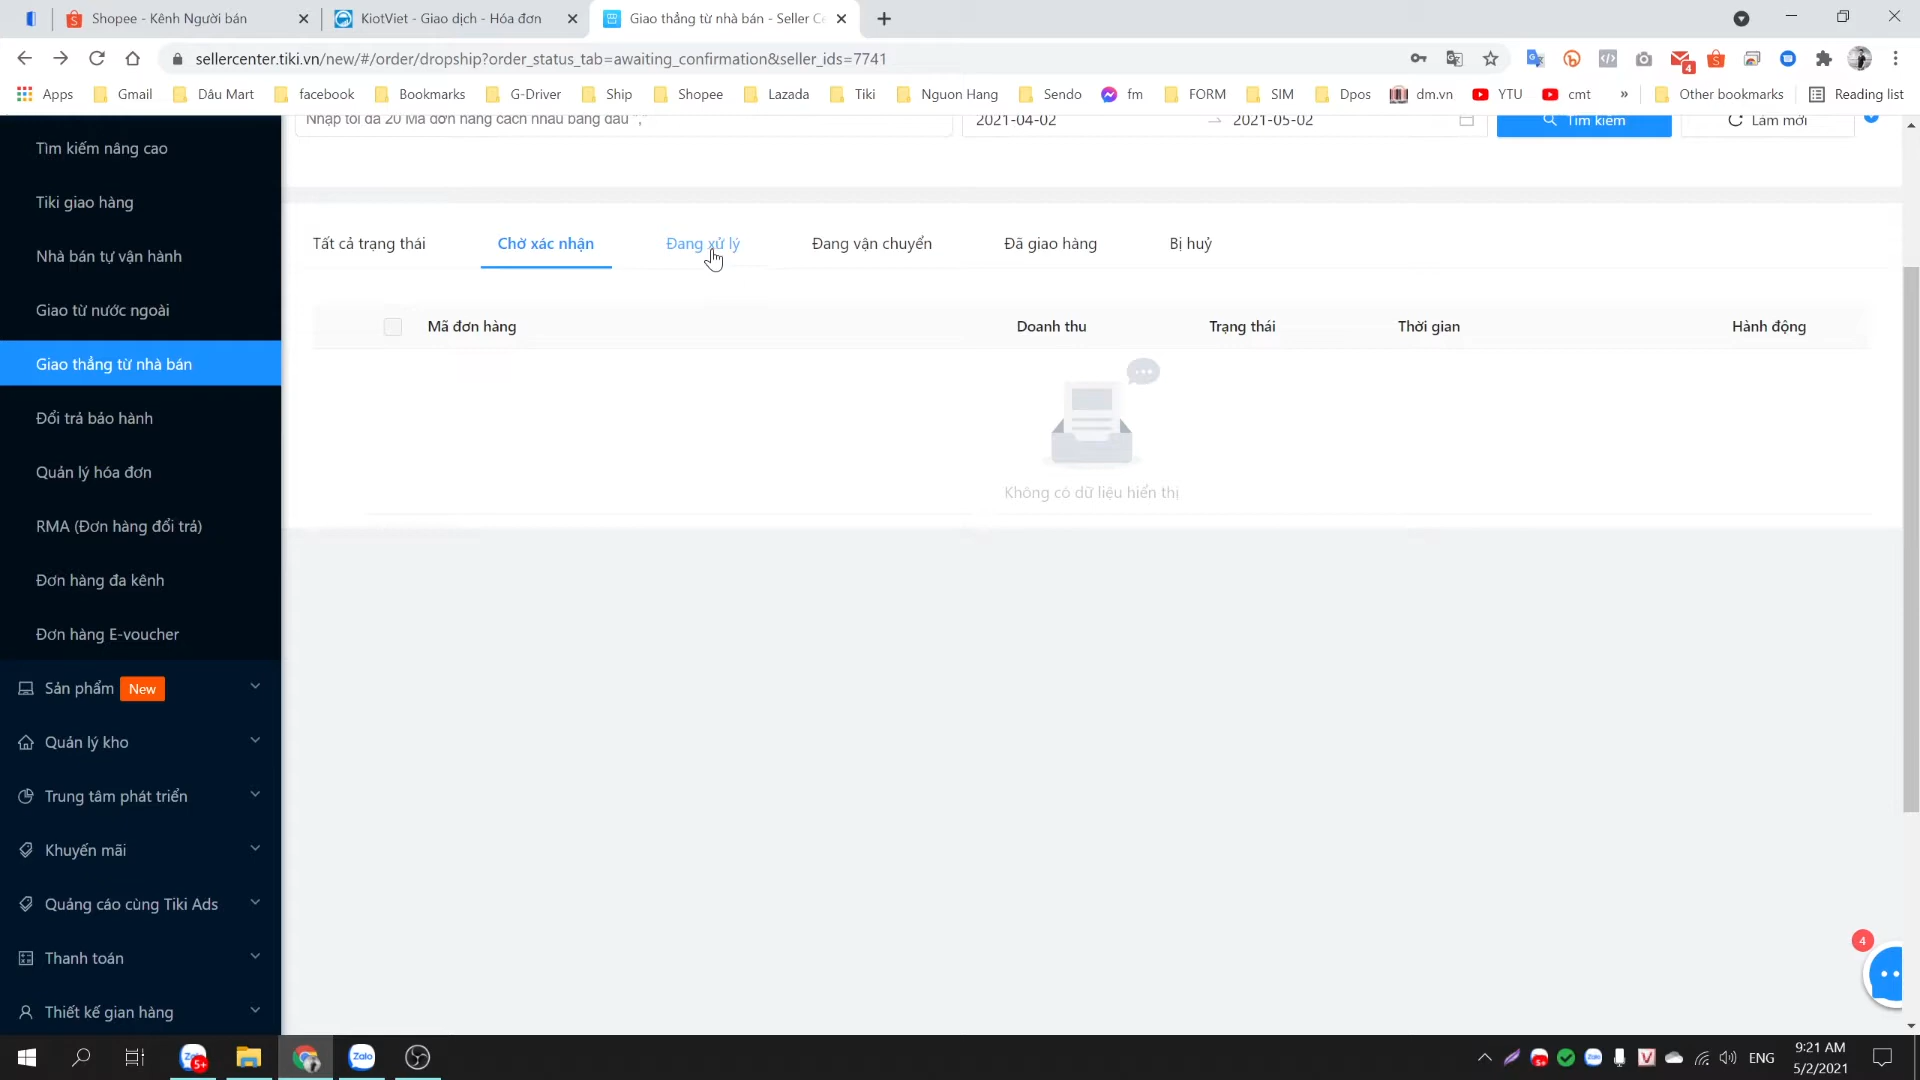 Shopee - Kênh Người bán
KiotViet - Giao dịch - Hóa đơn
Giao thẳng từ nhà bán - Seller Ce
sellercenter.tiki.vn/new/#/order/dropship?order_status_tab=awaiting_confirmation&seller_ids=7741
4
Apps
Gmail
Dâu Mart
facebook
Bookmarks
G-Driver
Ship
Shopee
Lazada
Tiki
Nguon Hang
Sendo
fm
FORM
SIM
Dpos
dm.vn
YTU
cmt
»
Other bookmarks
Reading list
Nhập tối đa 20 Mã đơn hàng cách nhau bằng dấu ","
2021-04-02
2021-05-02
Tìm kiếm
Làm mới
Tìm kiếm nâng cao
Tiki giao hàng
Nhà bán tự vận hành
Giao từ nước ngoài
Giao thẳng từ nhà bán
Đổi trả bảo hành
Quản lý hóa đơn
RMA (Đơn hàng đổi trả)
Đơn hàng đa kênh
Đơn hàng E-voucher
Sản phẩm New
Quản lý kho
Trung tâm phát triển
Khuyến mãi
Quảng cáo cùng Tiki Ads
Thanh toán
Thiết kế gian hàng
Tất cả trạng thái
Chờ xác nhận
Đang xử lý
Đang vận chuyển
Đã giao hàng
Bị huỷ
Mã đơn hàng
Doanh thu
Trạng thái
Thời gian
Hành động
Không có dữ liệu hiển thị
4
5+
Zalo
ENG
9:21 AM
5/2/2021